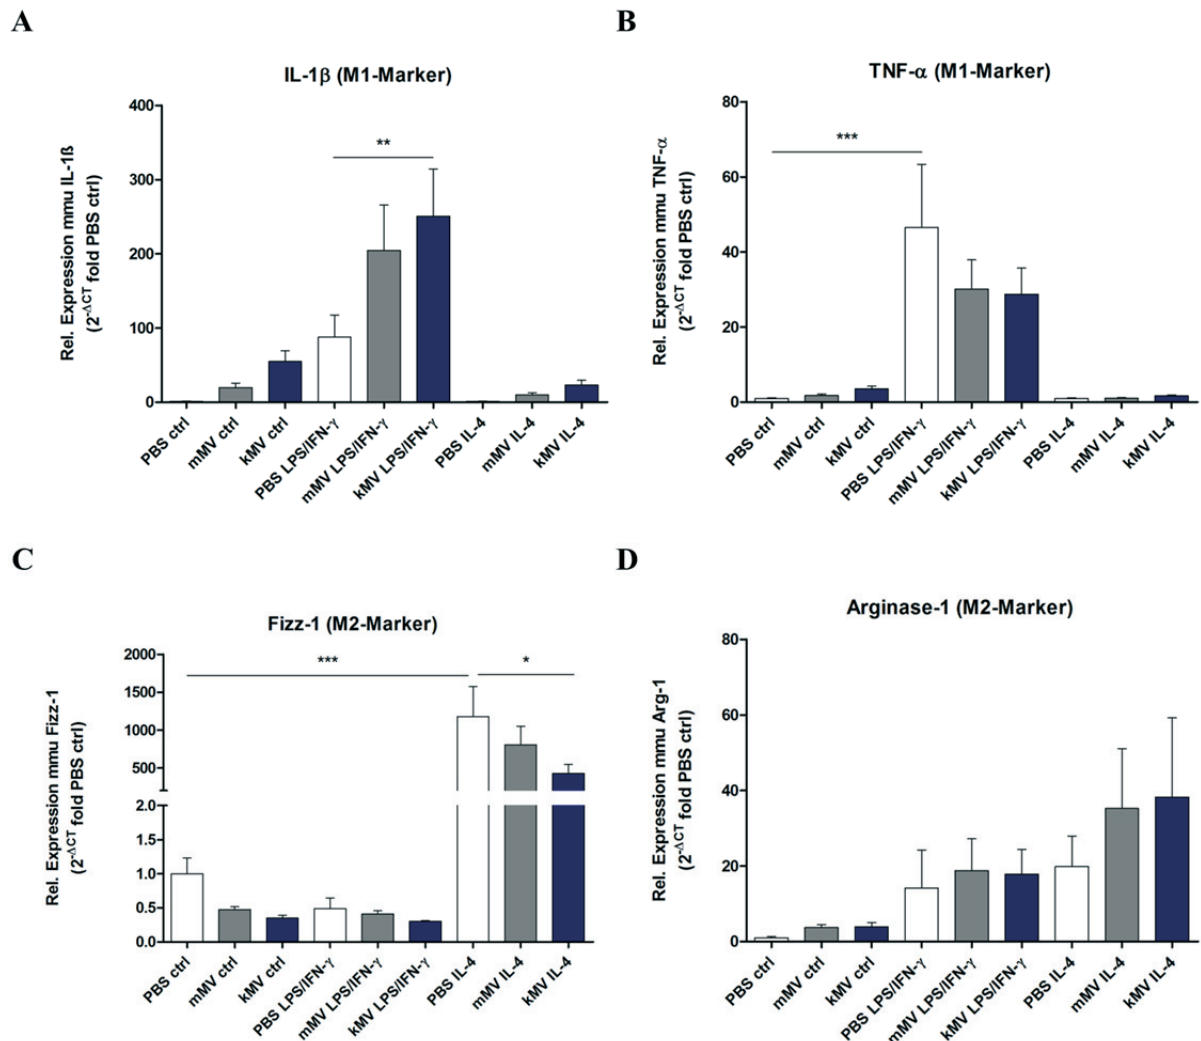 A
IL-1β (M1-Marker)
Rel. Expression mmu IL-1ß
(2^-ΔCT fold PBS ctrl)
400
300
200
100
0
**
PBS ctrl
mMV ctrl
kMV ctrl
PBS LPS/IFN-γ
mMV LPS/IFN-γ
kMV LPS/IFN-γ
PBS IL-4
mMV IL-4
kMV IL-4
B
TNF-α (M1-Marker)
Rel. Expression mmu TNF-α
(2^-ΔCT fold PBS ctrl)
80
60
40
20
0
***
PBS ctrl
mMV ctrl
kMV ctrl
PBS LPS/IFN-γ
mMV LPS/IFN-γ
kMV LPS/IFN-γ
PBS IL-4
mMV IL-4
kMV IL-4
C
Fizz-1 (M2-Marker)
Rel. Expression mmu Fizz-1
(2^-ΔCT fold PBS ctrl)
2000
1500
1000
500
2.0
1.5
1.0
0.5
0.0
***
*
PBS ctrl
mMV ctrl
kMV ctrl
PBS LPS/IFN-γ
mMV LPS/IFN-γ
kMV LPS/IFN-γ
PBS IL-4
mMV IL-4
kMV IL-4
D
Arginase-1 (M2-Marker)
Rel. Expression mmu Arg-1
(2^-ΔCT fold PBS ctrl)
80
60
40
20
0
PBS ctrl
mMV ctrl
kMV ctrl
PBS LPS/IFN-γ
mMV LPS/IFN-γ
kMV LPS/IFN-γ
PBS IL-4
mMV IL-4
kMV IL-4